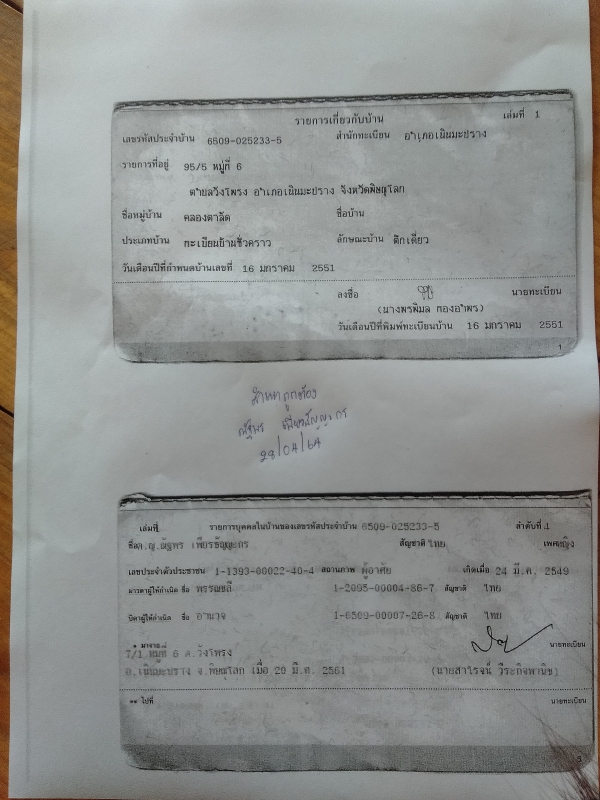 รายการเกี่ยวกับบ้าน เล่มที่ 1
เลขรหัสประจำบ้าน 6509-025233-5 สำนักทะเบียน อำเภอเนินมะปราง
รายการที่อยู่ 95/5 หมู่ที่ 6
ตำบลวังโพรง อำเภอเนินมะปราง จังหวัดพิษณุโลก
ชื่อหมู่บ้าน คลองตาลัด ชื่อบ้าน
ประเภทบ้าน ทะเบียนบ้านชั่วคราว ลักษณะบ้าน ตึกเดี่ยว
วันเดือนปีที่กำหนดบ้านเลขที่ 16 มกราคม 2551
ลงชื่อ นายทะเบียน
(นางพรพิมล ทองอำพร)
วันเดือนปีที่พิมพ์ทะเบียนบ้าน 16 มกราคม 2551
1
สำเนาถูกต้อง
ณัฐพร เพียรธัญญะกร
29/04/64
เล่มที่ 1 รายการบุคคลในบ้านของเลขรหัสประจำบ้าน 6509-025233-5 ลำดับที่ 4
ชื่อ ด.ญ.ณัฐพร เพียรธัญญะกร สัญชาติ ไทย เพศ หญิง
เลขประจำตัวประชาชน 1-1393-00022-40-4 สถานภาพ ผู้อาศัย เกิดเมื่อ 24 มี.ค. 2549
มารดาผู้ให้กำเนิด ชื่อ พรรณชลี 1-2095-00004-86-7 สัญชาติ ไทย
บิดาผู้ให้กำเนิด ชื่อ อำนวจ 1-6509-00007-26-8 สัญชาติ ไทย
* มาจาก นายทะเบียน
7/1 หมู่ที่ 6 ต.วังโพรง
อ.เนินมะปราง จ.พิษณุโลก เมื่อ 20 มี.ค. 2561 (นายสาโรจน์ วีระกิจพานิช)
** ไปที่ นายทะเบียน
3